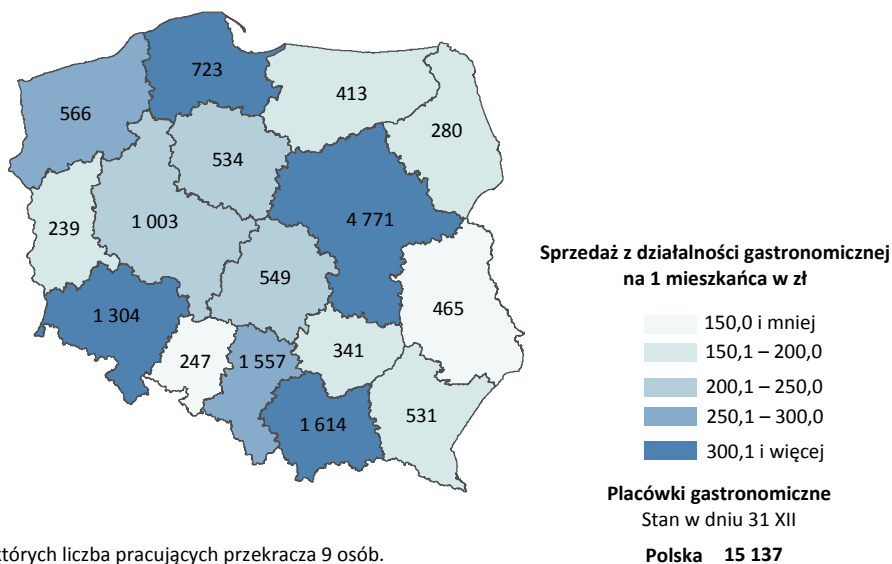 723
413
566
280
534
4 771
1 003
239
549
465
1 304
341
247
1 557
531
1 614
Sprzedaż z działalności gastronomicznej
na 1 mieszkańca w zł
150,0 i mniej
150,1 – 200,0
200,1 – 250,0
250,1 – 300,0
300,1 i więcej
Placówki gastronomiczne
Stan w dniu 31 XII
Polska 15 137
których liczba pracujących przekracza 9 osób.